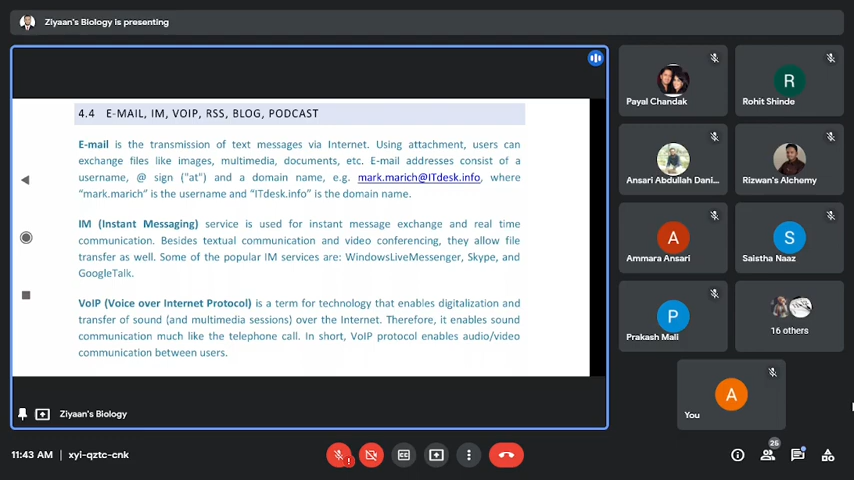 Ziyaan's Biology is presenting
4.4 E-MAIL, IM, VOIP, RSS, BLOG, PODCAST
E-mail is the transmission of text messages via Internet. Using attachment, users can
exchange files like images, multimedia, documents, etc. E-mail addresses consist of a
username, @ sign ("at") and a domain name, e.g. mark.marich@ITdesk.info, where
"mark.marich" is the username and "ITdesk.info" is the domain name.
IM (Instant Messaging) service is used for instant message exchange and real time
communication. Besides textual communication and video conferencing, they allow file
transfer as well. Some of the popular IM services are: WindowsLiveMessenger, Skype, and
GoogleTalk.
VoIP (Voice over Internet Protocol) is a term for technology that enables digitalization and
transfer of sound (and multimedia sessions) over the Internet. Therefore, it enables sound
communication much like the telephone call. In short, VoIP protocol enables audio/video
communication between users.
Ziyaan's Biology
Payal Chandak
R
Rohit Shinde
Ansari Abdullah Dani...
Rizwan's Alchemy
A
Ammara Ansari
S
Saistha Naaz
P
Prakash Mali
16 others
A
You
11:43 AM | xyi-qztc-cnk
!
CC
26